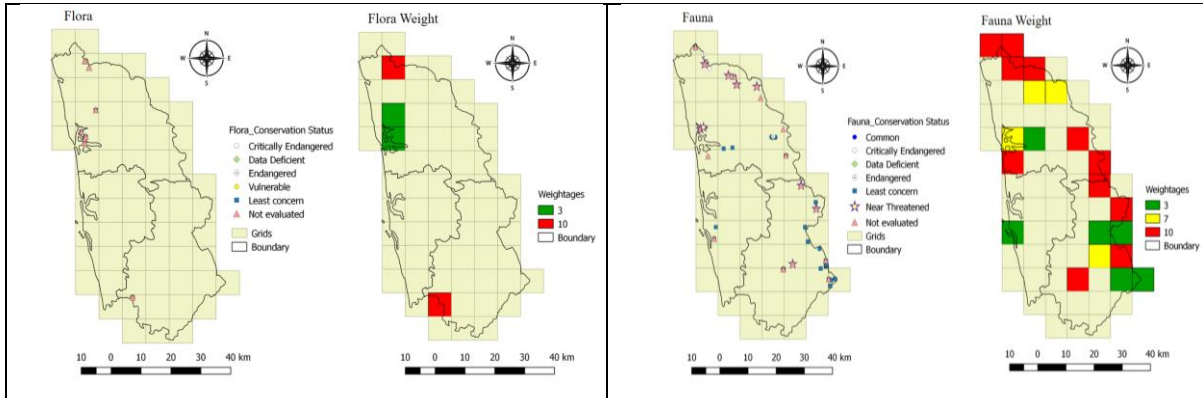 Flora
Flora Weight
N
W
E
S
Flora_Conservation Status
Critically Endangered
Data Deficient
Endangered
Vulnerable
Least concern
Not evaluated
Grids
Boundary
Weightages
3
10
Boundary
10 0 10 20 30 40 km
10 0 10 20 30 40 km
Fauna
Fauna Weight
N
W
E
S
N
W
E
S
N
W
E
S
Fauna_Conservation Status
Common
Critically Endangered
Data Deficient
Endangered
Least concern
Near Threatened
Not evaluated
Grids
Boundary
Weightages
3
7
10
Boundary
10 0 10 20 30 40 km
10 0 10 20 30 40 km